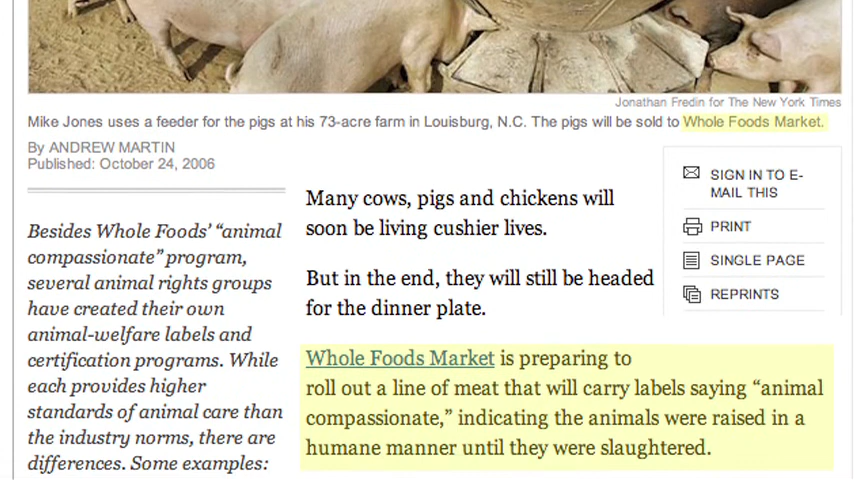 Jonathan Fredin for The New York Times
Mike Jones uses a feeder for the pigs at his 73-acre farm in Louisburg, N.C. The pigs will be sold to Whole Foods Market.
By ANDREW MARTIN
Published: October 24, 2006
Besides Whole Foods’ “animal
compassionate” program,
several animal rights groups
have created their own
animal-welfare labels and
certification programs. While
each provides higher
standards of animal care than
the industry norms, there are
differences. Some examples:
Many cows, pigs and chickens will
soon be living cushier lives.
But in the end, they will still be headed
for the dinner plate.
Whole Foods Market is preparing to
roll out a line of meat that will carry labels saying “animal
compassionate,” indicating the animals were raised in a
humane manner until they were slaughtered.
SIGN IN TO E-
MAIL THIS
PRINT
SINGLE PAGE
REPRINTS